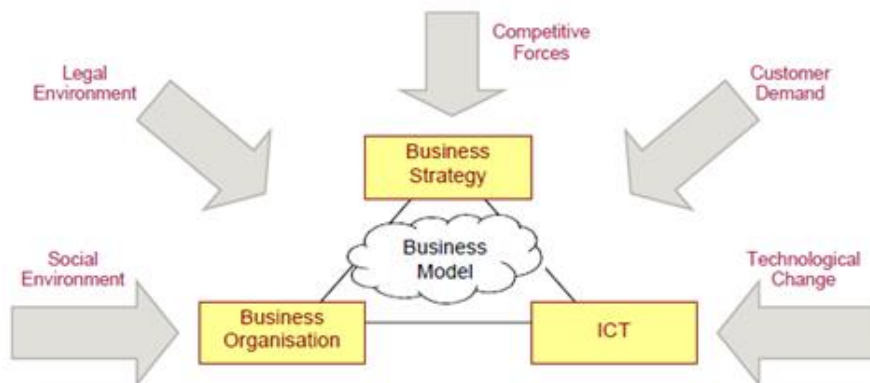 Competitive
Forces
Legal
Environment
Customer
Demand
Business
Strategy
Business
Model
Social
Environment
Technological
Change
Business
Organisation
ICT